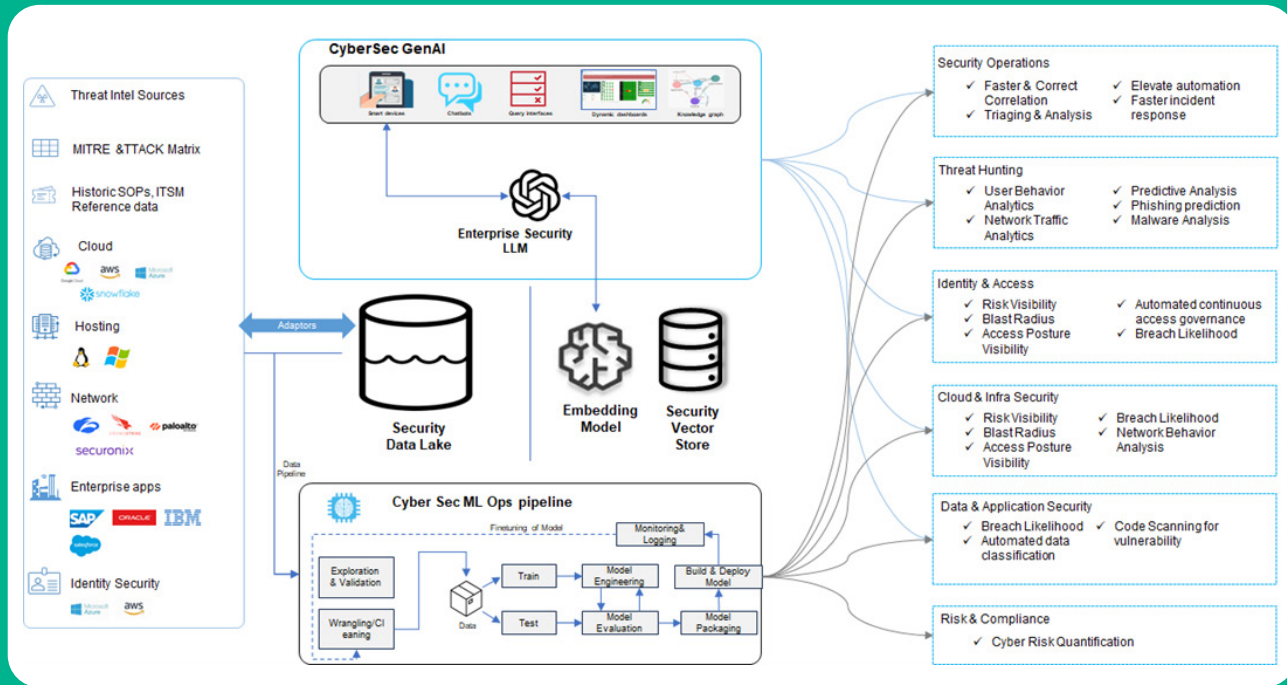 CyberSec GenAI
Smart devices
Chatbots
Query interfaces
Dynamic dashboards
Knowledge graph
Enterprise Security
LLM
Threat Intel Sources
MITRE &TTACK Matrix
Historic SOPs, ITSM
Reference data
Cloud
Google Cloud
aws
Microsoft
Azure
snowflake
Hosting
Network
paloalto
securonix
Enterprise apps
SAP
ORACLE
IBM
salesforce
Identity Security
Microsoft
Azure
aws
Adaptors
Security
Data Lake
Embedding
Model
Security
Vector
Store
Data
Pipeline
Cyber Sec ML Ops pipeline
Finetuning of Model
Monitoring&
Logging
Exploration
& Validation
Wrangling/Cl
eaning
Data
Train
Test
Model
Engineering
Model
Evaluation
Build & Deploy
Model
Model
Packaging
Security Operations
✓ Faster & Correct
Correlation
✓ Triaging & Analysis
✓ Elevate automation
✓ Faster incident
response
Threat Hunting
✓ User Behavior
Analytics
✓ Network Traffic
Analytics
✓ Predictive Analysis
✓ Phishing prediction
✓ Malware Analysis
Identity & Access
✓ Risk Visibility
✓ Blast Radius
✓ Access Posture
Visibility
✓ Automated continuous
access governance
✓ Breach Likelihood
Cloud & Infra Security
✓ Risk Visibility
✓ Blast Radius
✓ Access Posture
Visibility
✓ Breach Likelihood
✓ Network Behavior
Analysis
Data & Application Security
✓ Breach Likelihood
✓ Automated data
classification
✓ Code Scanning for
vulnerability
Risk & Compliance
✓ Cyber Risk Quantification